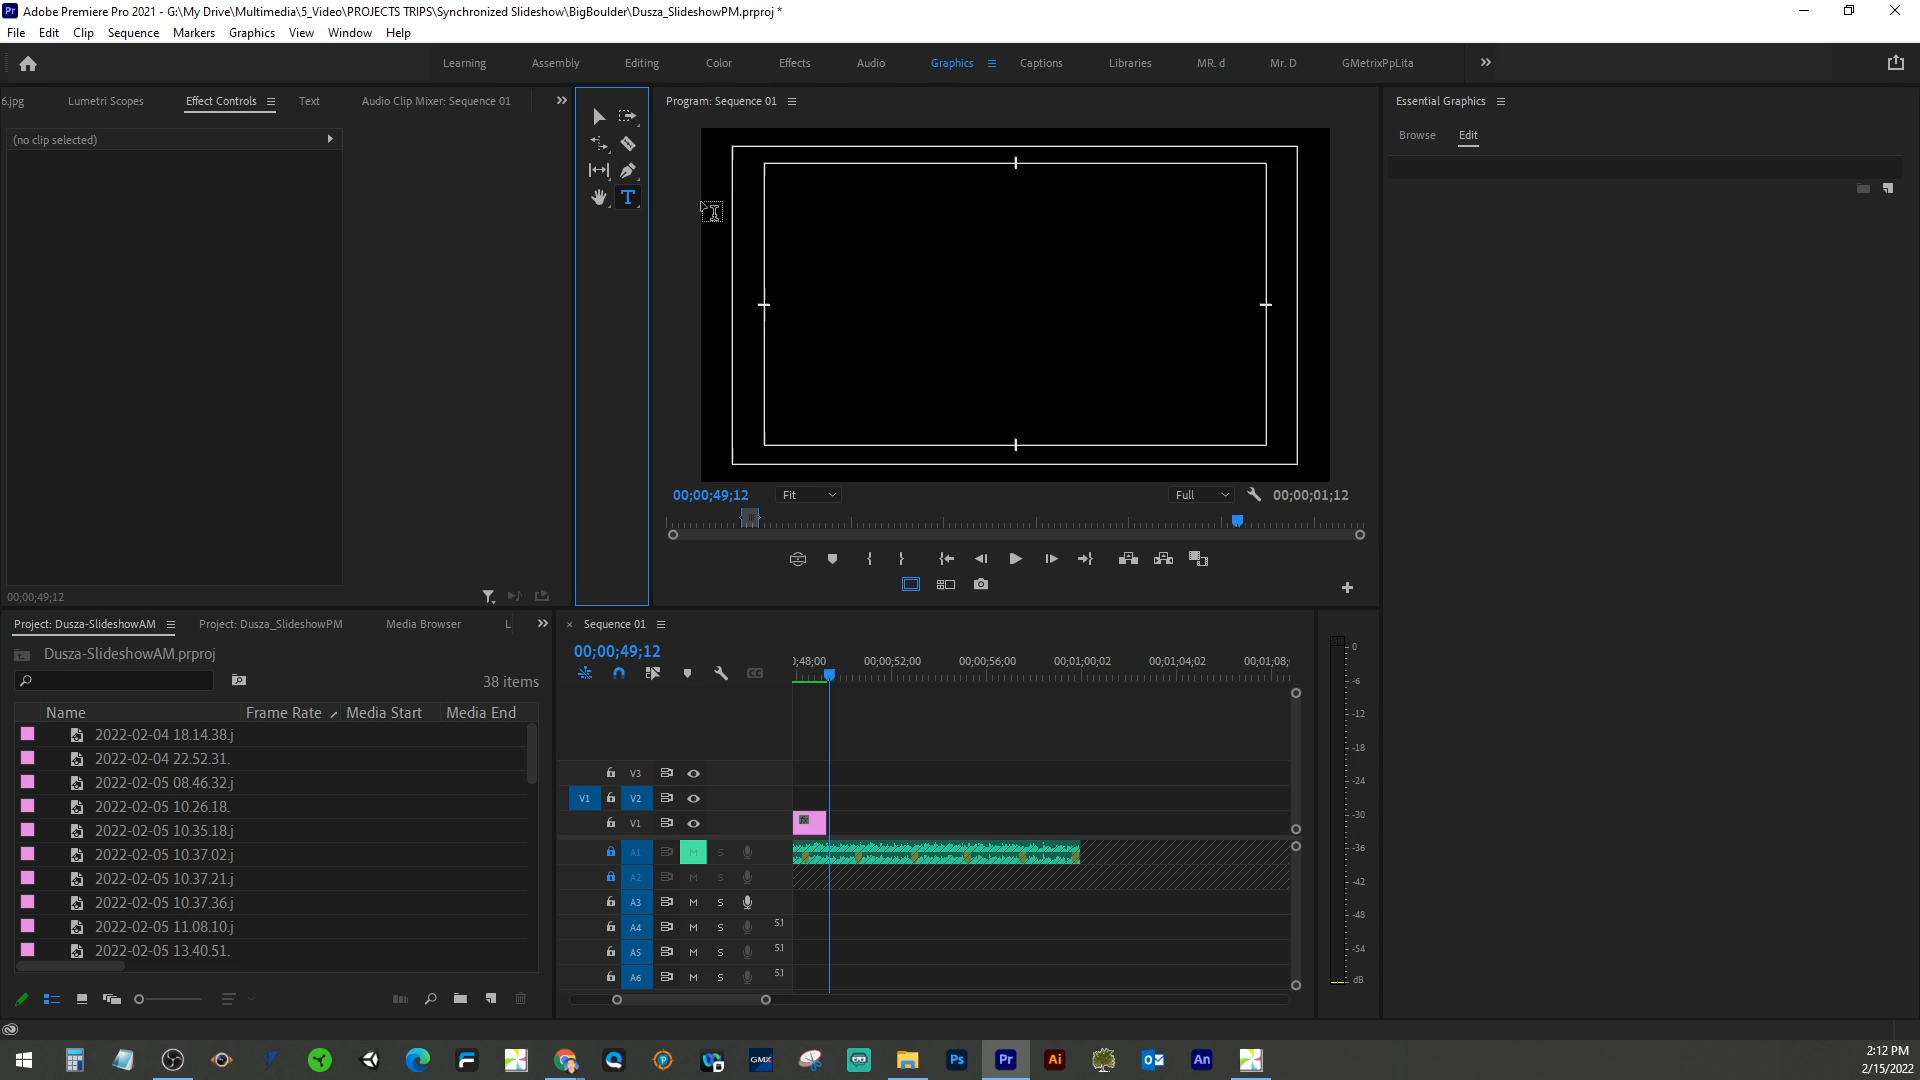 Pr Adobe Premiere Pro 2021 - G:\My Drive\Multimedia\5_Video\PROJECTS TRIPS\Synchronized Slideshow\BigBoulder\Dusza_SlideshowPM.prproj *
File Edit Clip Sequence Markers Graphics View Window Help
Learning Assembly Editing Color Effects Audio Graphics Captions Libraries MR. d Mr. D GMetrixPpLita
6.jpg Lumetri Scopes Effect Controls Text Audio Clip Mixer: Sequence 01
Program: Sequence 01
Essential Graphics
Browse Edit
(no clip selected)
T
00;00;49;12 Fit Full 00;00;01;12
00;00;49;12
Project: Dusza-SlideshowAM Project: Dusza_SlideshowPM Media Browser L
Sequence 01
Dusza-SlideshowAM.prproj
38 items
00;00;49;12
CC
);48;00 00;00;52;00 00;00;56;00 00;01;00;02 00;01;04;02 00;01;08;
Name Frame Rate Media Start Media End
2022-02-04 18.14.38.j
2022-02-04 22.52.31.
2022-02-05 08.46.32.j
2022-02-05 10.26.18.
2022-02-05 10.35.18.j
2022-02-05 10.37.02.j
2022-02-05 10.37.21.j
2022-02-05 10.37.36.j
2022-02-05 11.08.10.j
2022-02-05 13.40.51.
V3
V1 V2
V1
fx
A1 M S
A2 M S
A3 M S
A4 M S 5.1
A5 M S 5.1
A6 M S 5.1
0
-6
-12
-18
-24
-30
-36
-42
-48
-54
dB
GMX Ps Pr Ai An
2:12 PM
2/15/2022